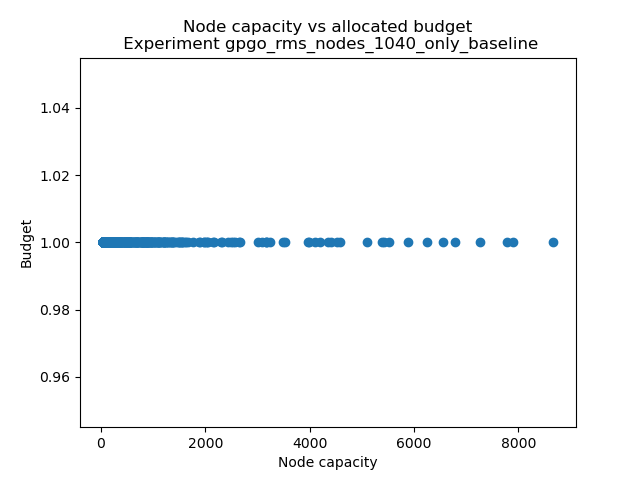 Node capacity vs allocated budget
Experiment gpgo_rms_nodes_1040_only_baseline
1.04
1.02
1.00
0.98
0.96
Budget
0
2000
4000
6000
8000
Node capacity